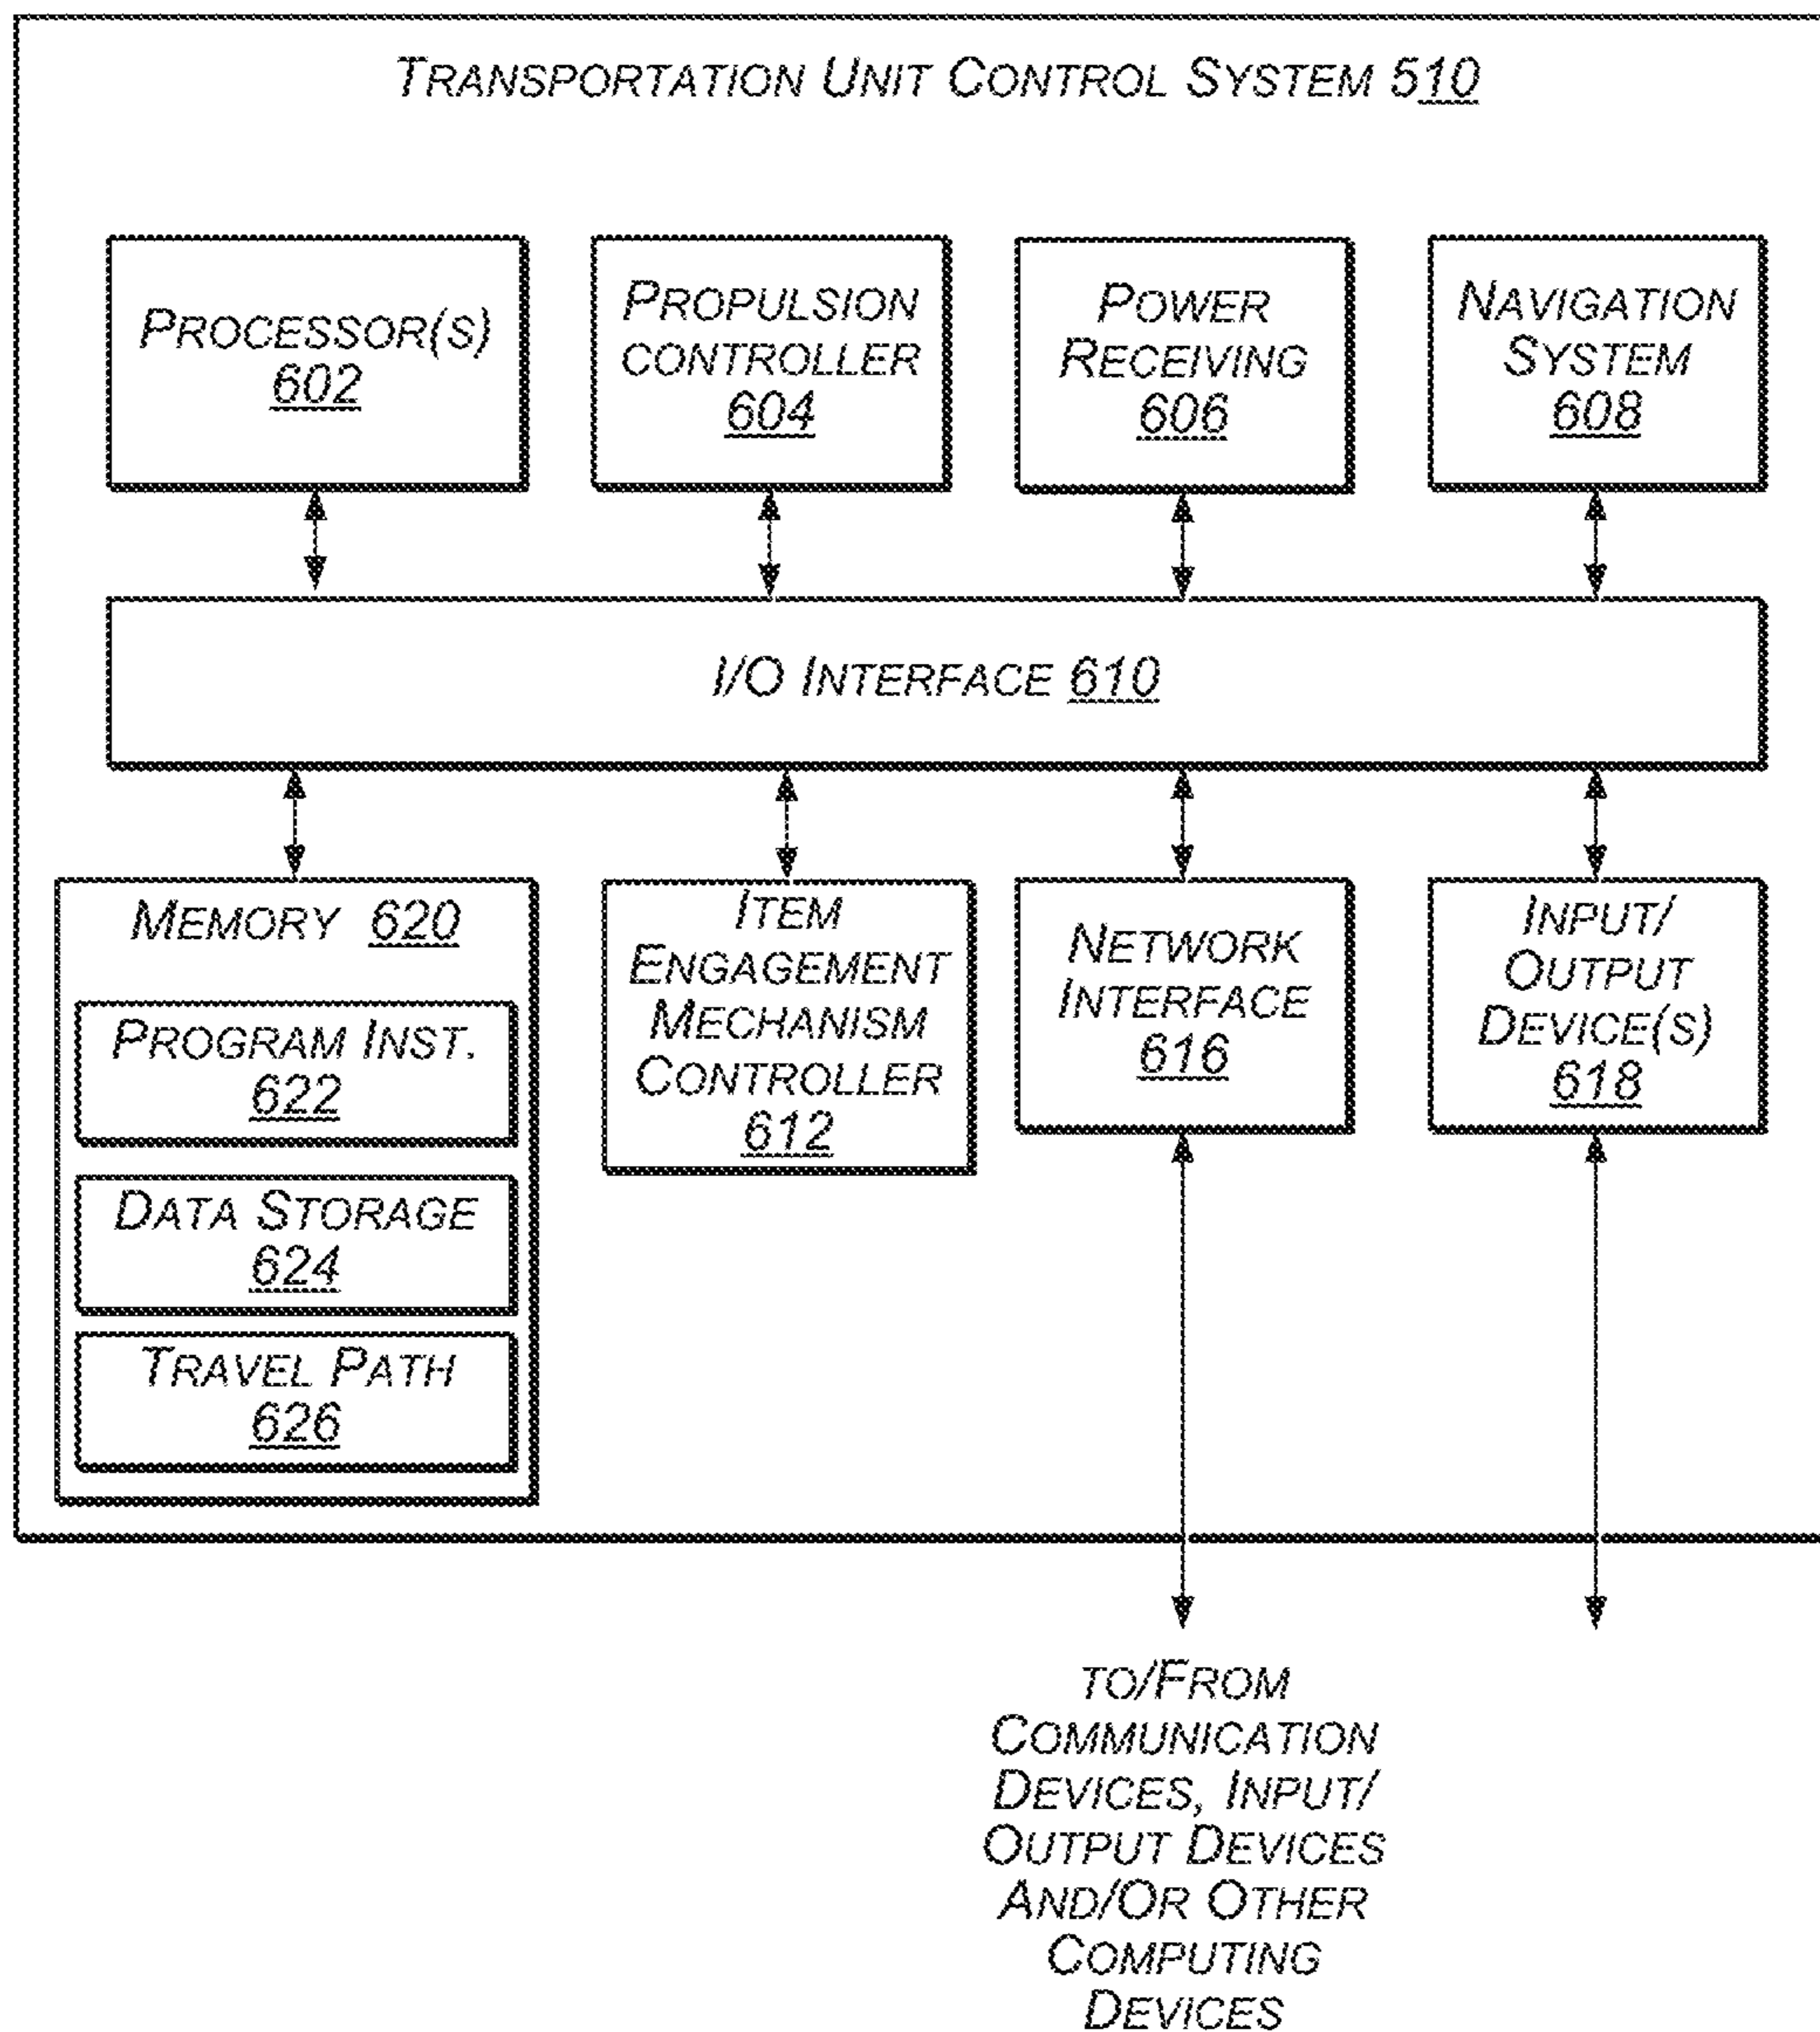 TRANSPORTATION UNIT CONTROL SYSTEM 510
PROCESSOR(S)
602
PROPULSION
CONTROLLER
604
POWER
RECEIVING
606
NAVIGATION
SYSTEM
608
I/O INTERFACE 610
MEMORY 620
PROGRAM INST.
622
DATA STORAGE
624
TRAVEL PATH
626
ITEM
ENGAGEMENT
MECHANISM
CONTROLLER
612
NETWORK
INTERFACE
616
INPUT/
OUTPUT
DEVICE(S)
618
TO/FROM
COMMUNICATION
DEVICES, INPUT/
OUTPUT DEVICES
AND/OR OTHER
COMPUTING
DEVICES